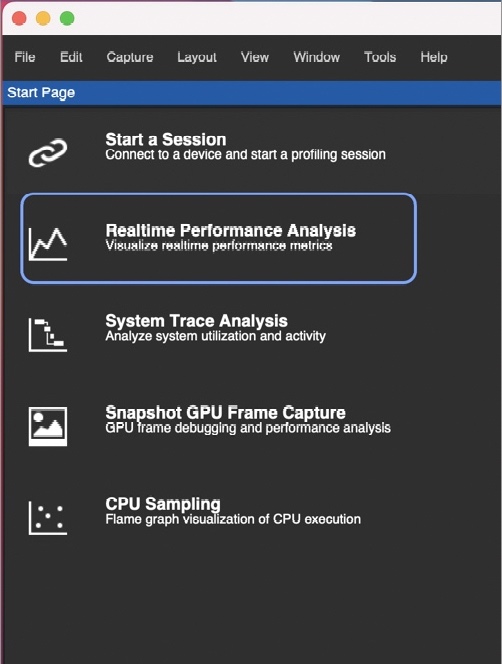 File Edit Capture Layout View Window Tools Help
Start Page
Start a Session
Connect to a device and start a profiling session
Realtime Performance Analysis
Visualize realtime performance metrics
System Trace Analysis
Analyze system utilization and activity
Snapshot GPU Frame Capture
GPU frame debugging and performance analysis
CPU Sampling
Flame graph visualization of CPU execution